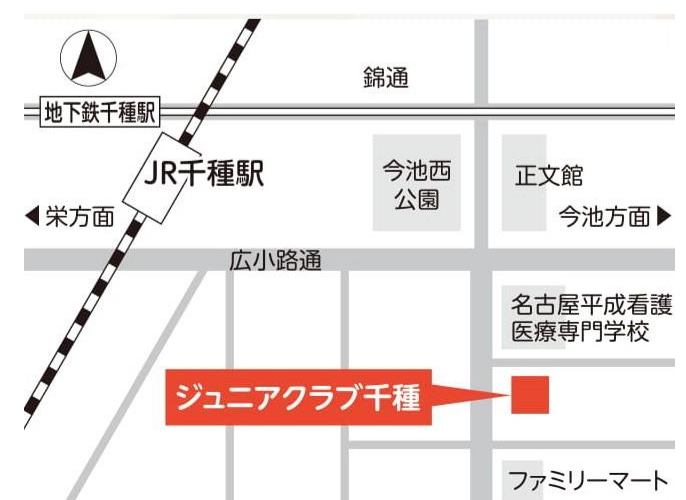 錦通
地下鉄千種駅
JR千種駅
今池西
公園
正文館
栄方面
今池方面
広小路通
名古屋平成看護
医療専門学校
ジュニアクラブ千種
ファミリーマート